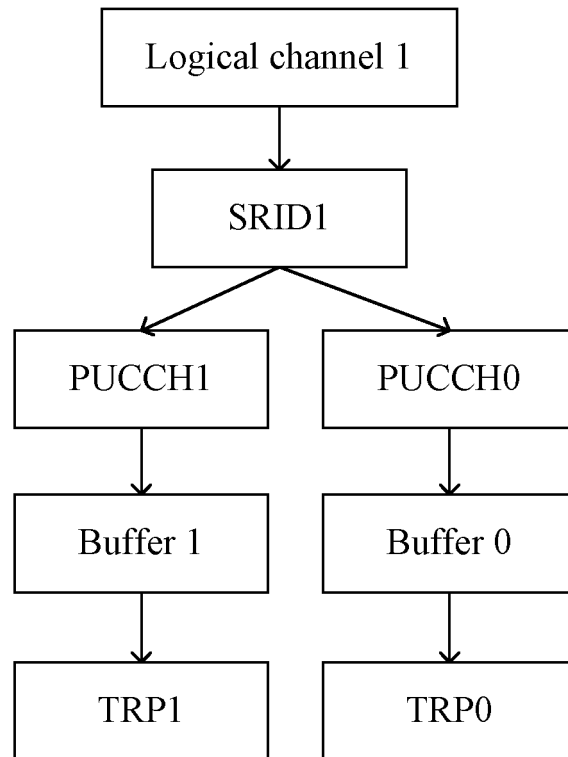 Logical channel 1
SRID1
PUCCH1
PUCCH0
Buffer 1
Buffer 0
TRP1
TRP0